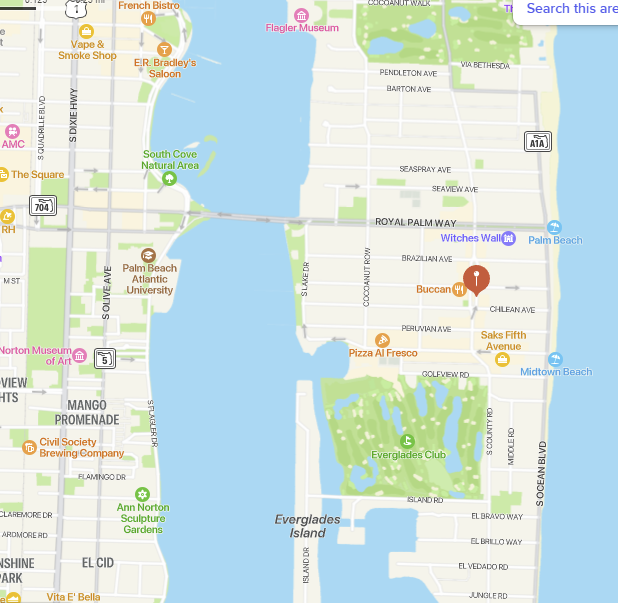 0.125
0.25 mi
1
French Bistro
COCOANUT WALK
Search this are
Th
Flagler Museum
Vape &
Smoke Shop
E.R. Bradley's
Saloon
PENDLETON AVE
VIA BETHESDA
BARTON AVE
S QUADRILLE BLVD
S DIXIE HWY
AMC
A1A
South Cove
Natural Area
SEASPRAY AVE
The Square
SEAVIEW AVE
704
RH
ROYAL PALM WAY
Witches Wall
Palm Beach
Palm Beach
Atlantic
University
BRAZILIAN AVE
M ST
S OLIVE AVE
S LAKE DR
COCOANUT ROW
Buccan
CHILEAN AVE
PERUVIAN AVE
Saks Fifth
Avenue
Norton Museum
of Art
5
Pizza Al Fresco
Midtown Beach
GOLFVIEW RD
VIEW
HTS
MANGO
PROMENADE
S FLAGLER DR
S COUNTY RD
MIDDLE RD
S OCEAN BLVD
Civil Society
Brewing Company
Everglades Club
FLAMINGO DR
ISLAND RD
Ann Norton
Sculpture
Gardens
CLAREMORE DR
Everglades
Island
EL BRAVO WAY
ARDMORE RD
EL BRILLO WAY
NSHINE
PARK
EL CID
ISLAND DR
EL VEDADO RD
Vita E' Bella
JUNGLE RD